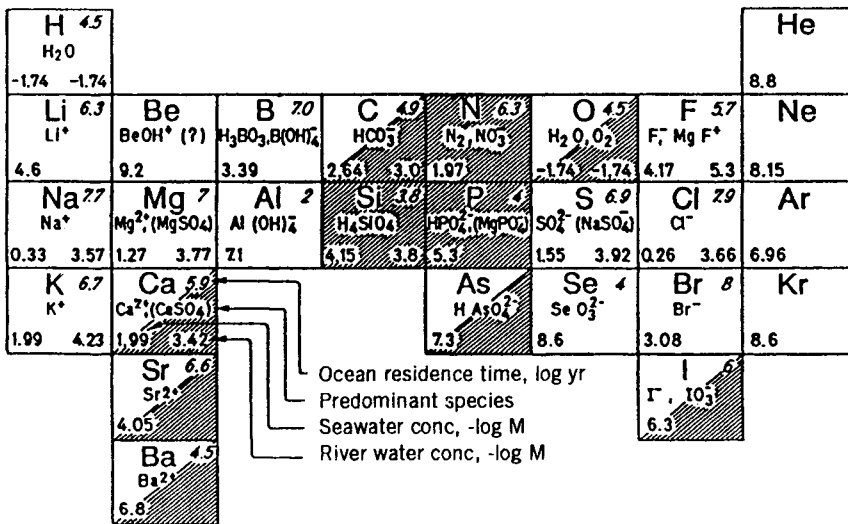 H 4.5 He
H₂O
-1.74 -1.74 8.8
Li 6.3 Be B 7.0 C 4.9 N 6.3 O 4.5 F 5.7 Ne
Li⁺ BeOH⁺ (?) H₃BO₃, B(OH)₄⁻ HCO₃⁻ N₂, NO₃⁻ H₂O, O₂ F⁻, MgF⁺
4.6 9.2 3.39 2.64 3.0 1.97 -1.74 -1.74 4.17 5.3 8.15
Na 7.7 Mg 7 Al 2 Si 3.8 P 4 S 6.9 Cl 7.9 Ar
Na⁺ Mg²⁺, (MgSO₄) Al(OH)₄⁻ H₄SIO₄ HPO₄²⁻, (MgPO₄⁻) SO₄²⁻ (NaSO₄⁻) Cl⁻
0.33 3.57 1.27 3.77 7.1 4.15 3.8 5.3 1.55 3.92 0.26 3.66 6.96
K 6.7 Ca 5.9 As Se 4 Br 8 Kr
K⁺ Ca²⁺, (CaSO₄) H AsO₄²⁻ SeO₃²⁻ Br⁻
1.99 4.23 1.99 3.42 7.3 8.6 3.08 8.6
Sr 6.6 I 6
Sr²⁺ I⁻, IO₃⁻
4.05 6.3
Ba 4.5
Ba²⁺
6.8
Ocean residence time, log yr
Predominant species
Seawater conc, -log M
River water conc, -log M